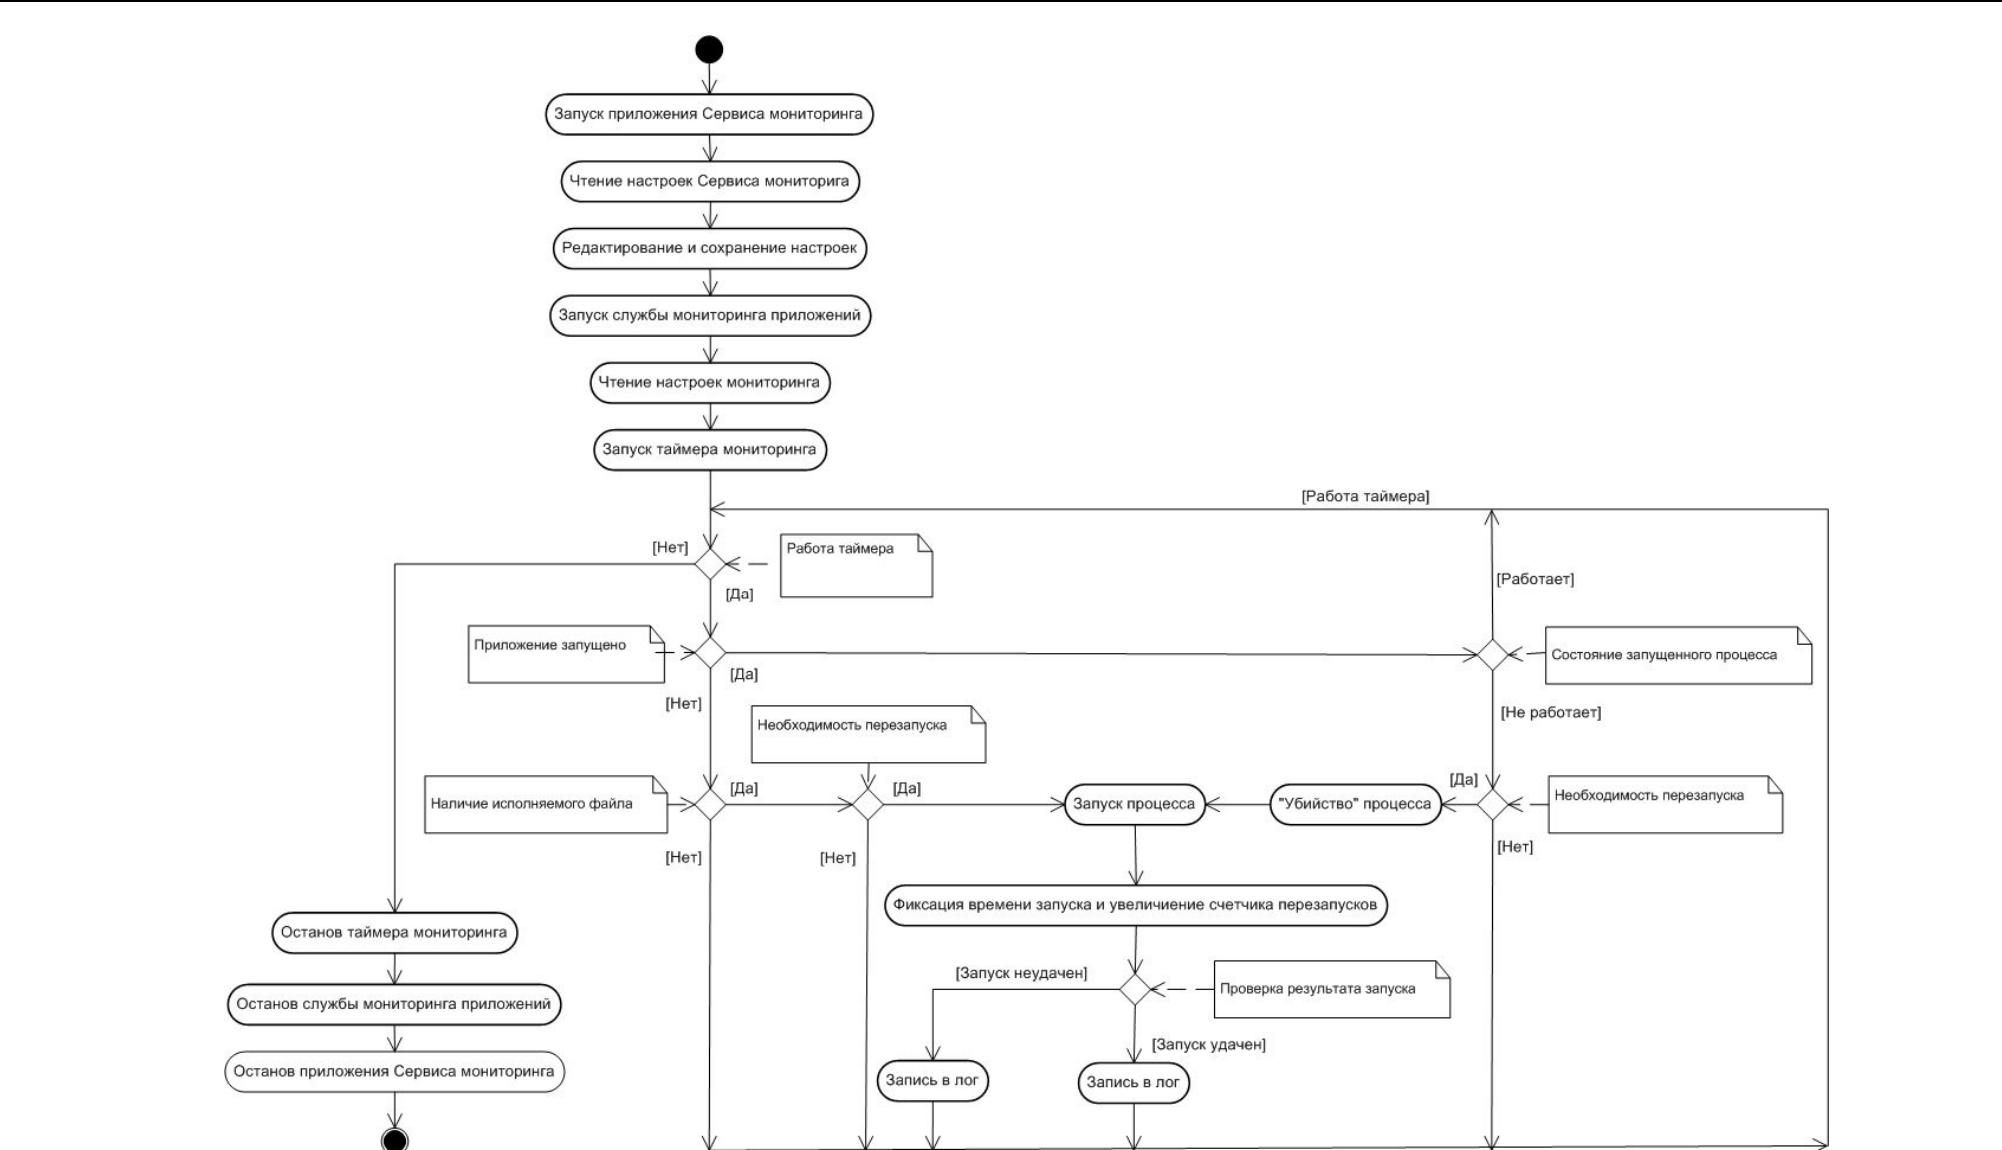 Запуск приложения Сервиса мониторинга
Чтение настроек Сервиса мониторига
Редактирование и сохранение настроек
Запуск службы мониторинга приложений
Чтение настроек мониторинга
Запуск таймера мониторинга
[Работа таймера]
[Нет]
Работа таймера
[Работает]
[Да]
Приложение запущено
Состояние запущенного процесса
[Да]
[Нет]
[Не работает]
Необходимость перезапуска
[Да]
[Да]
[Да]
Наличие исполняемого файла
Запуск процесса
"Убийство" процесса
Необходимость перезапуска
[Нет]
[Нет]
[Нет]
Фиксация времени запуска и увеличиение счетчика перезапусков
Останов таймера мониторинга
[Запуск неудачен]
Проверка результата запуска
Останов службы мониторинга приложений
[Запуск удачен]
Останов приложения Сервиса мониторинга
Запись в лог
Запись в лог